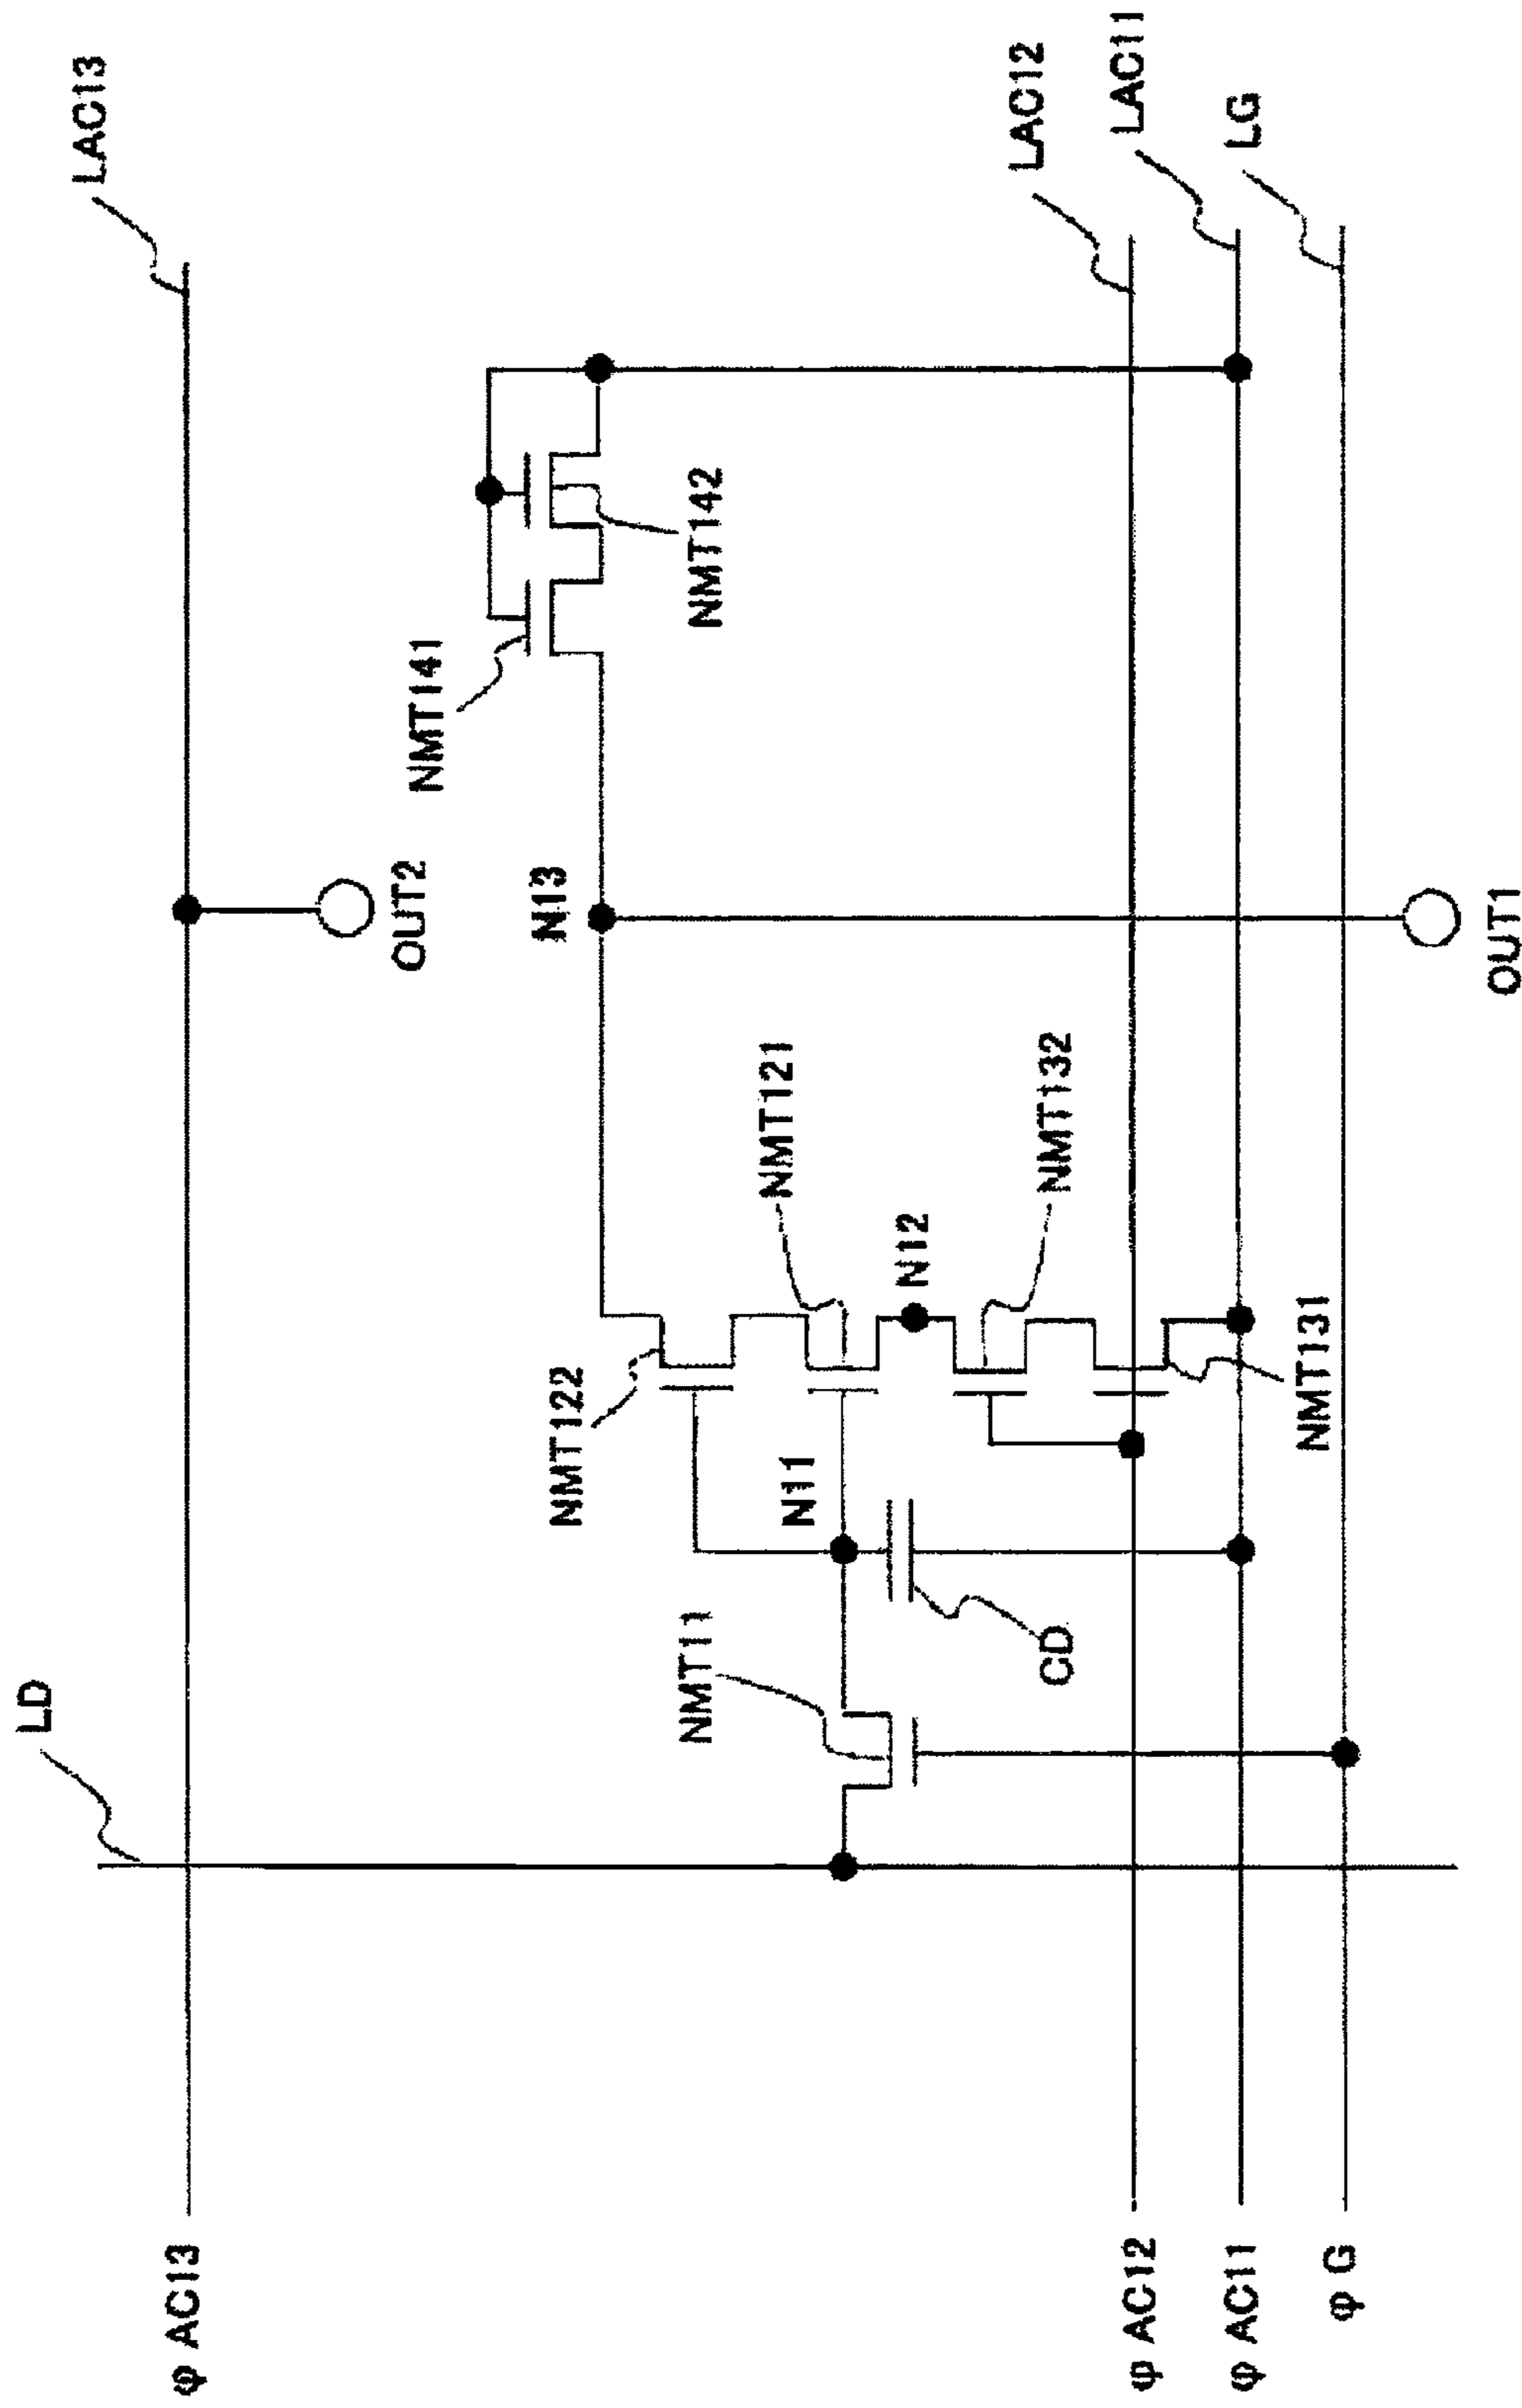 LD
LAC13
φ AC13
OUT2
NMT141
NMT142
N13
NMT122
NMT121
N11
N12
NMT132
NMT11
CD
NMT131
LAC12
LAC11
LG
φ AC12
φ AC11
φ G
OUT1